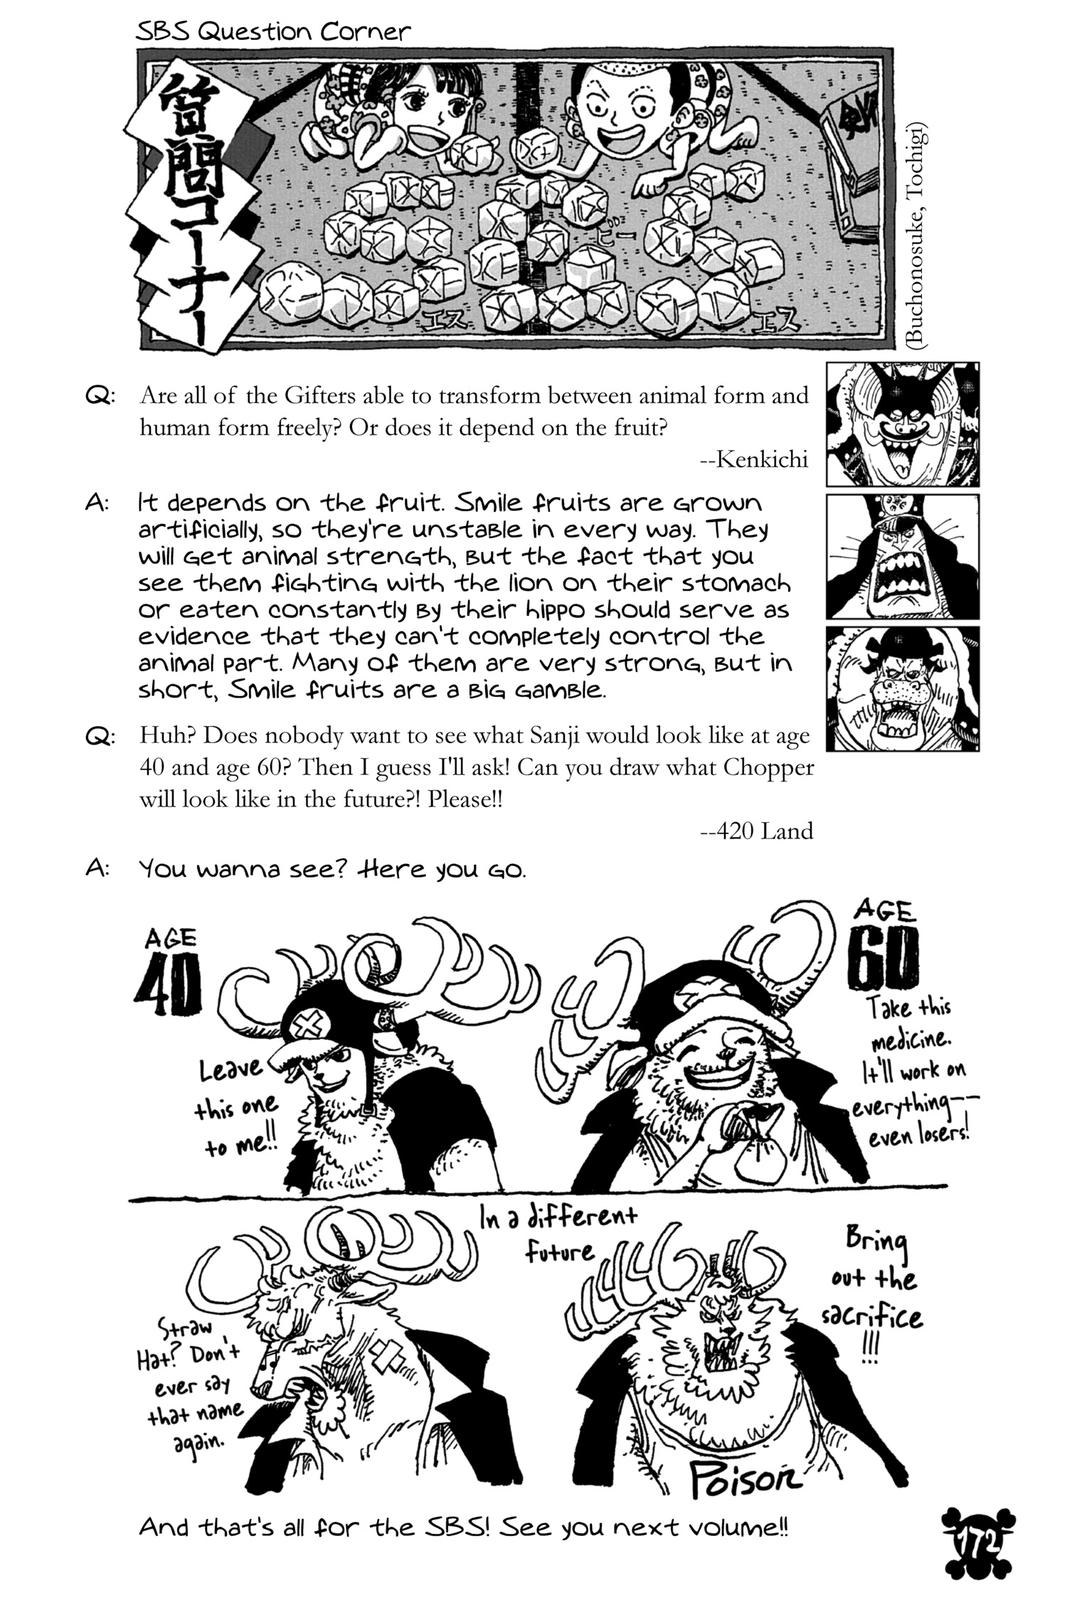 SBS Question Corner
質問コーナー
ビー
エス
エス
(Buchonosuke, Tochigi)
Q: Are all of the Gifters able to transform between animal form and
human form freely? Or does it depend on the fruit?
--Kenkichi
A: It depends on the fruit. Smile fruits are grown
artificially, so they're unstable in every way. They
will get animal strength, but the fact that you
see them fighting with the lion on their stomach
or eaten constantly by their hippo should serve as
evidence that they can't completely control the
animal part. Many of them are very strong, but in
short, Smile fruits are a big gamble.
Q: Huh? Does nobody want to see what Sanji would look like at age
40 and age 60? Then I guess I'll ask! Can you draw what Chopper
will look like in the future?! Please!!
--420 Land
A: You wanna see? Here you go.
AGE
40
Leave
this one
to me!!
AGE
60
Take this
medicine.
It'll work on
everything--
even losers!
In a different
future
Straw
Hat? Don't
ever say
that name
again.
Bring
out the
sacrifice
!!!
Poison
And that's all for the SBS! See you next volume!!
172